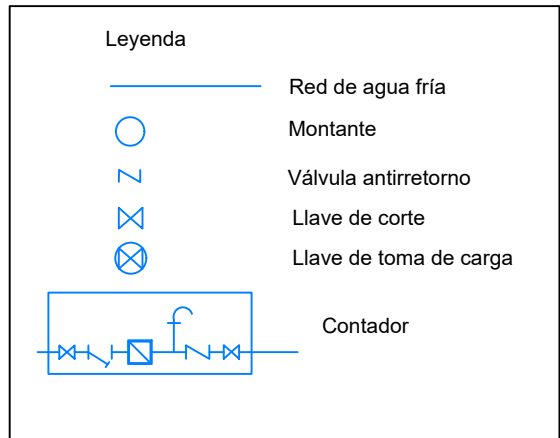 Leyenda
Red de agua fría
Montante
Válvula antirretorno
Llave de corte
Llave de toma de carga
Contador